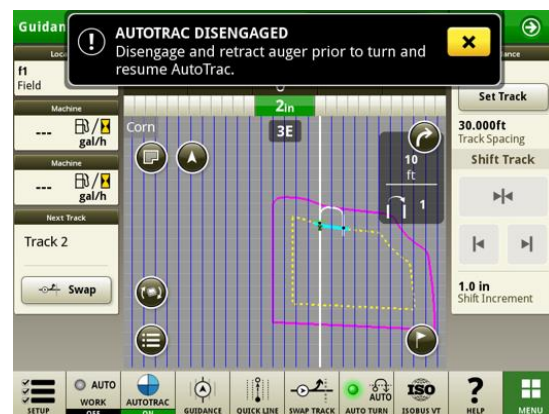 Guidan
AUTOTRAC DISENGAGED
Disengage and retract auger prior to turn and
resume AutoTrac.
Loca
f1
Field
Machine
---
/
gal/h
Machine
---
/
gal/h
Next Track
Track 2
Swap
2in
3E
Corn
10
ft
1
ance
Set Track
30.000ft
Track Spacing
Shift Track
1.0 in
Shift Increment
SETUP
AUTO
WORK
OFF
AUTOTRAC
ON
GUIDANCE
QUICK LINE
SWAP TRACK
AUTO
AUTO TURN
ISO
ISOBUS VT
?
HELP
MENU